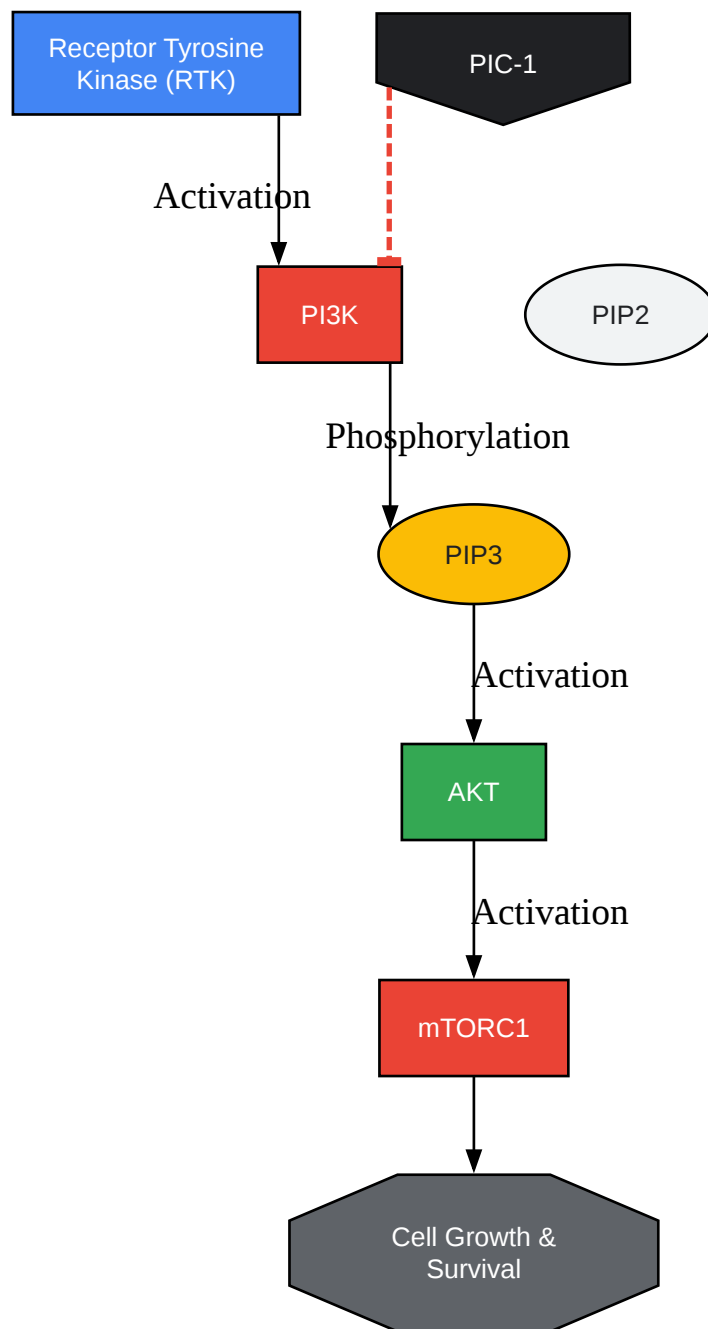 Receptor Tyrosine
Kinase (RTK)
PIC-1
Activation
PI3K
PIP2
Phosphorylation
PIP3
Activation
AKT
Activation
mTORC1
Cell Growth &
Survival